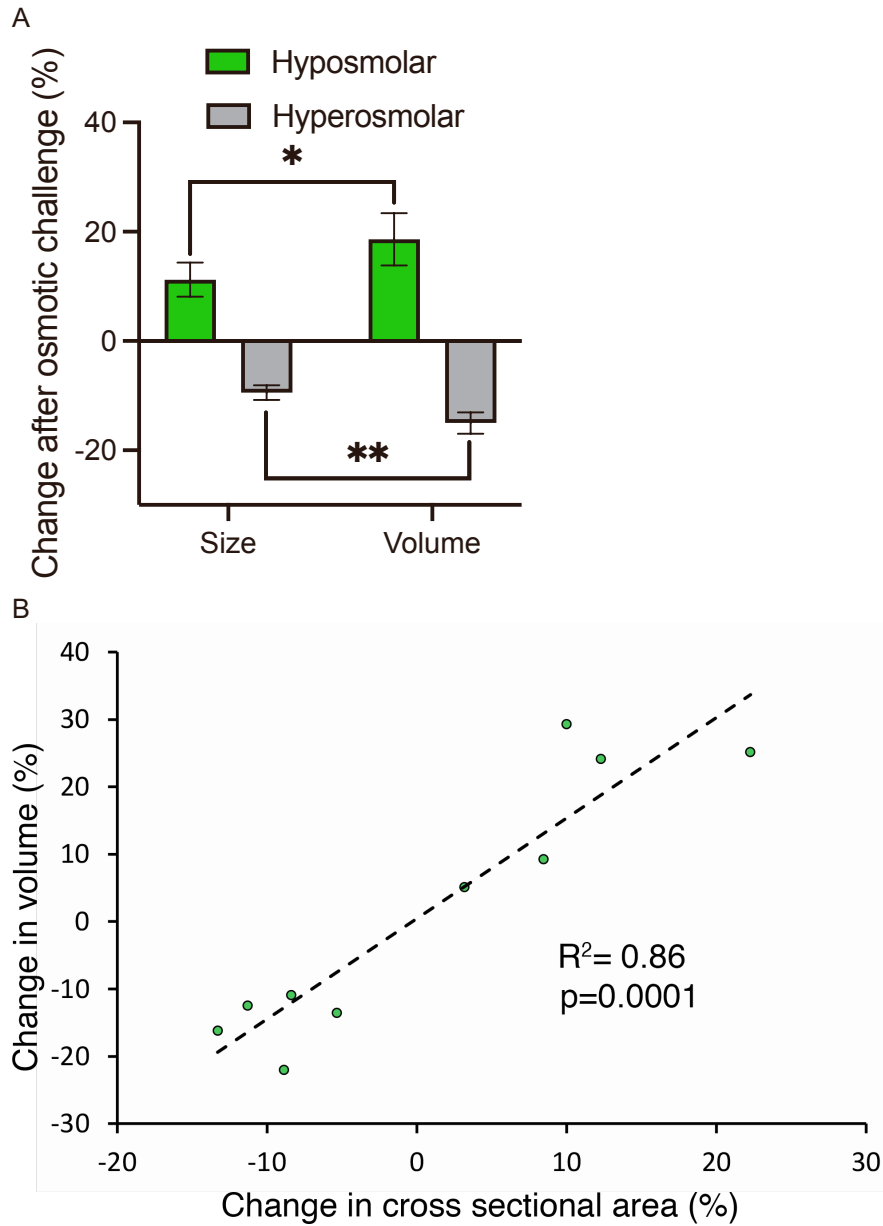 A
Hyposmolar
Hyperosmolar
Change after osmotic challenge (%)
40
20
0
-20
*
**
Size
Volume
B
Change in volume (%)
40
30
20
10
0
-10
-20
-30
R²= 0.86
p=0.0001
-20
-10
0
10
20
30
Change in cross sectional area (%)